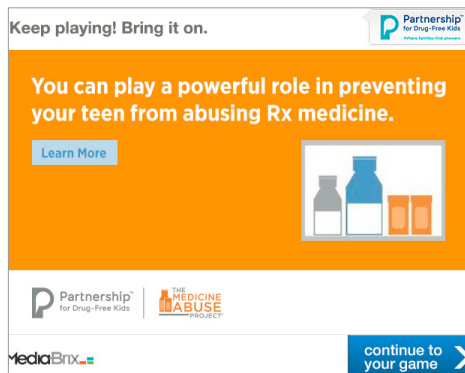 Keep playing! Bring it on.
Partnership™
for Drug-Free Kids
Where families find answers
You can play a powerful role in preventing
your teen from abusing Rx medicine.
Learn More
Partnership™
for Drug-Free Kids
THE
MEDICINE
ABUSE
PROJECT
MediaBrix
continue to
your game